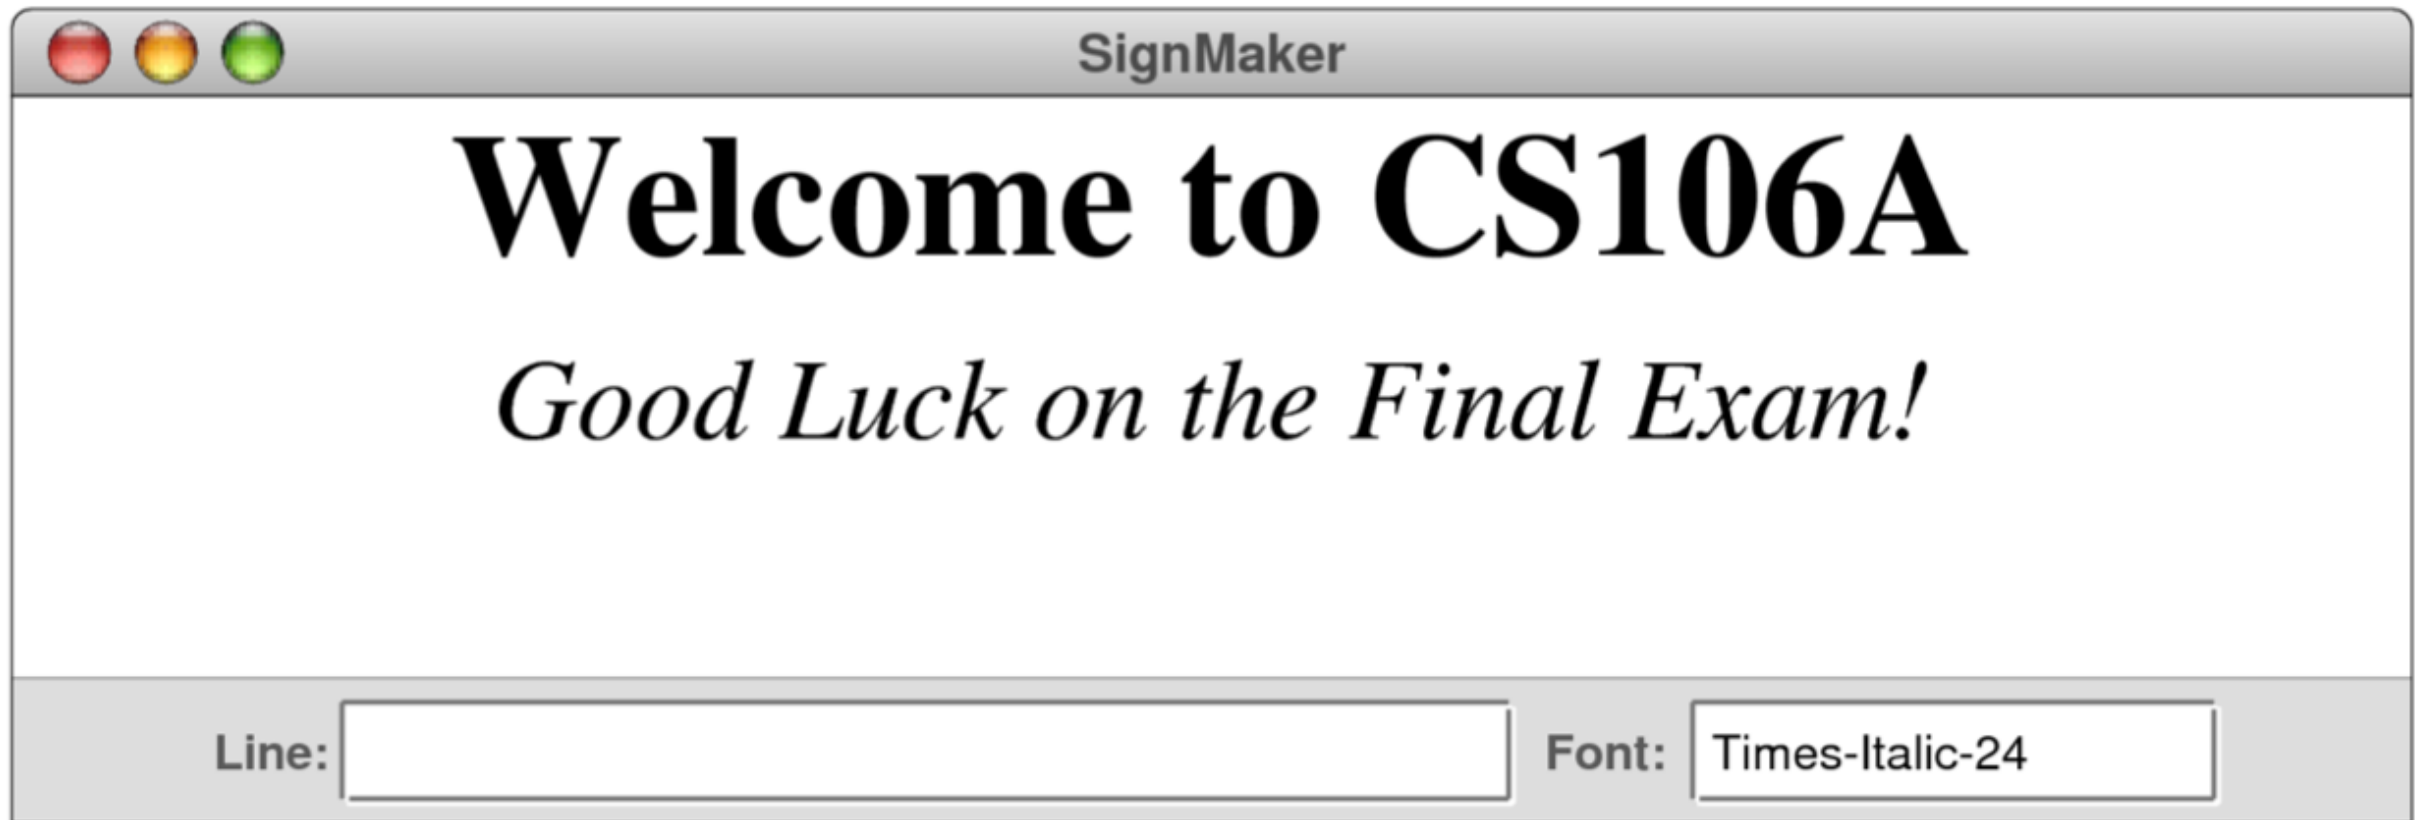 SignMaker
Welcome to CS106A
Good Luck on the Final Exam!
Line: Font: Times-Italic-24